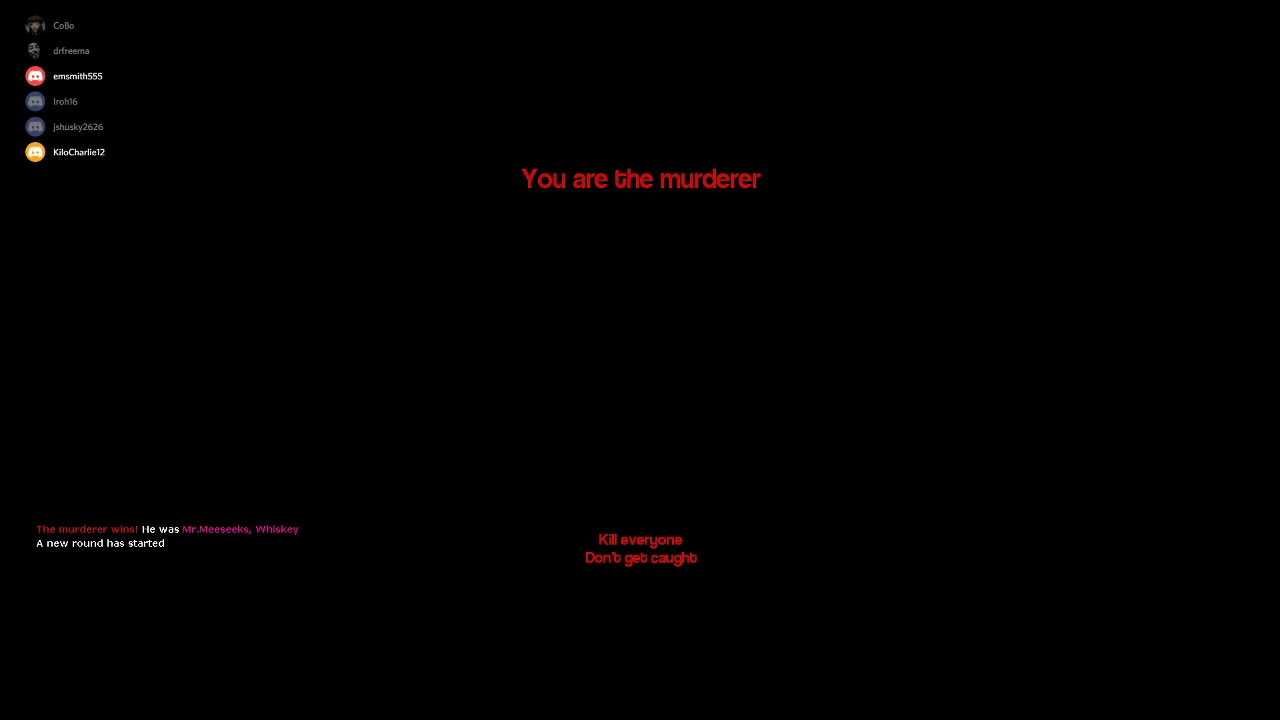 CoBo
drfreema
emsmith555
Iroh16
jshusky2626
KiloCharlie12
You are the murderer
The murderer wins! He was Mr.Meeseeks, Whiskey
A new round has started
Kill everyone
Don't get caught